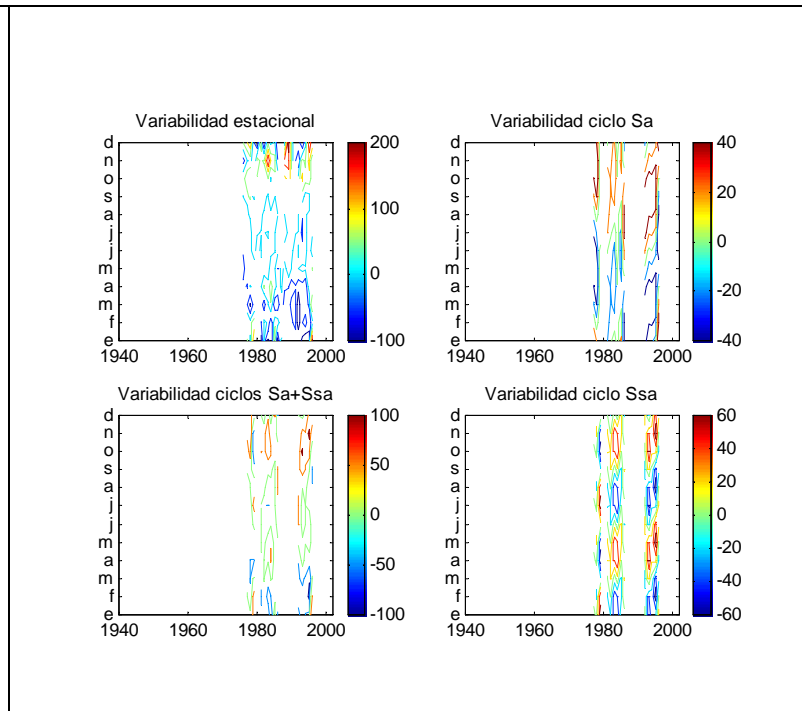 Variabilidad estacional
d
n
o
s
a
j
j
m
a
m
f
e
1940
1960
1980
2000
200
100
0
-100
Variabilidad ciclo Sa
d
n
o
s
a
j
j
m
a
m
f
e
1940
1960
1980
2000
40
20
0
-20
-40
Variabilidad ciclos Sa+Ssa
d
n
o
s
a
j
j
m
a
m
f
e
1940
1960
1980
2000
100
50
0
-50
-100
Variabilidad ciclo Ssa
d
n
o
s
a
j
j
m
a
m
f
e
1940
1960
1980
2000
60
40
20
0
-20
-40
-60